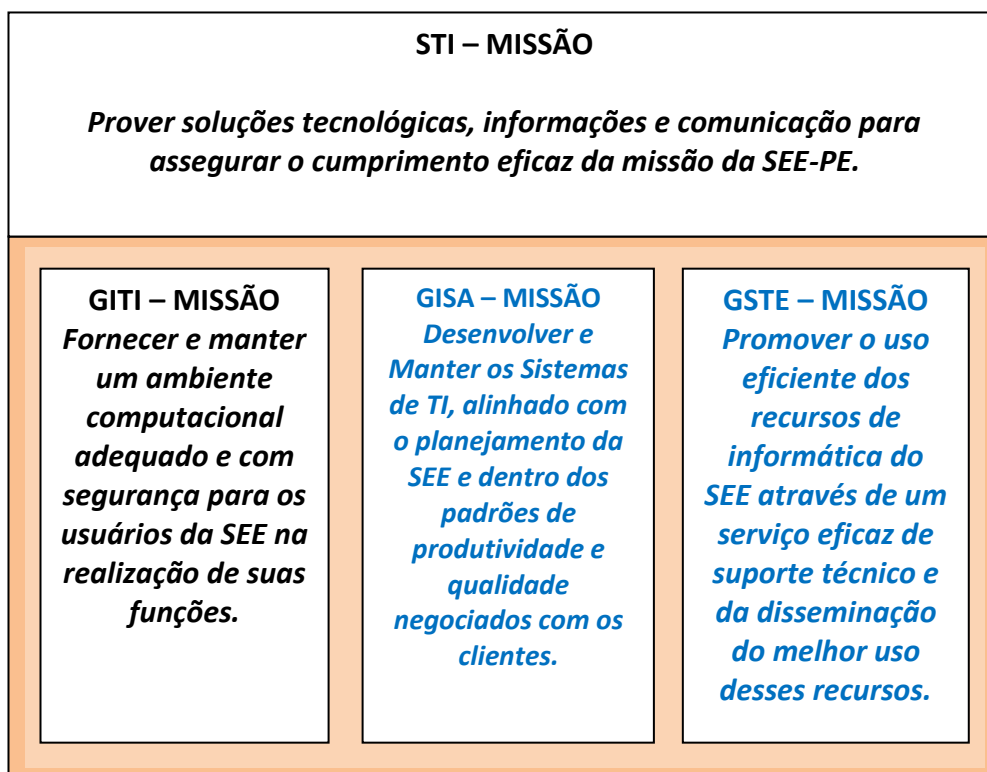 STI – MISSÃO
Prover soluções tecnológicas, informações e comunicação para
assegurar o cumprimento eficaz da missão da SEE-PE.
GITI – MISSÃO
Fornecer e manter
um ambiente
computacional
adequado e com
segurança para os
usuários da SEE na
realização de suas
funções.
GISA – MISSÃO
Desenvolver e
Manter os Sistemas
de TI, alinhado com
o planejamento da
SEE e dentro dos
padrões de
produtividade e
qualidade
negociados com os
clientes.
GSTE – MISSÃO
Promover o uso
eficiente dos
recursos de
informática do
SEE através de um
serviço eficaz de
suporte técnico e
da disseminação
do melhor uso
desses recursos.